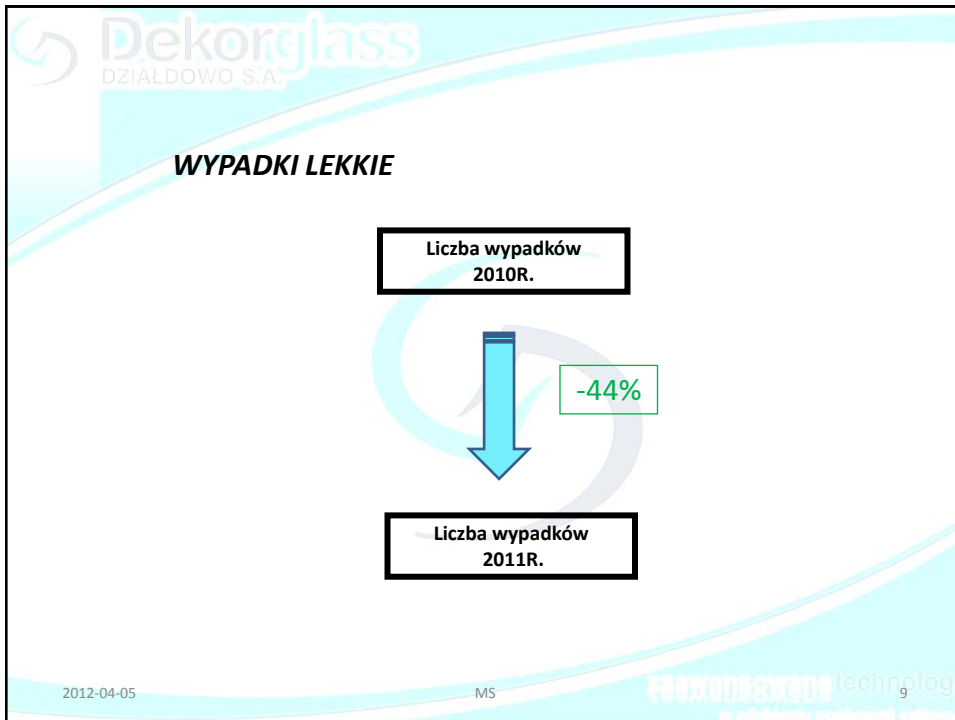 Dekorglass
DZIAŁDOWO S.A.
WYPADKI LEKKIE
Liczba wypadków
2010R.
-44%
Liczba wypadków
2011R.
2012-04-05
MS
technolog
9